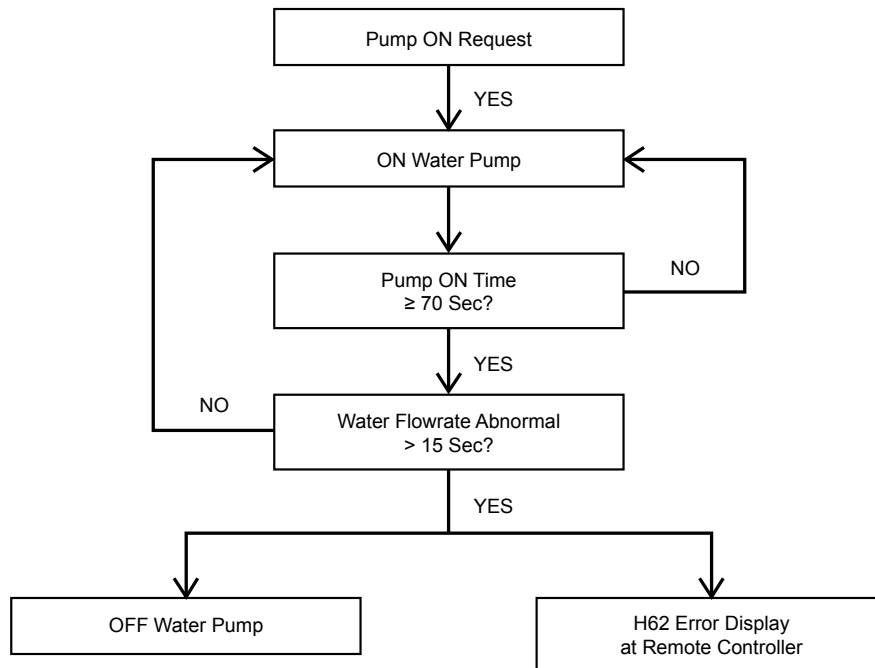 Pump ON Request
YES
ON Water Pump
Pump ON Time
≥ 70 Sec?
NO
YES
NO
Water Flowrate Abnormal
> 15 Sec?
YES
OFF Water Pump
H62 Error Display
at Remote Controller